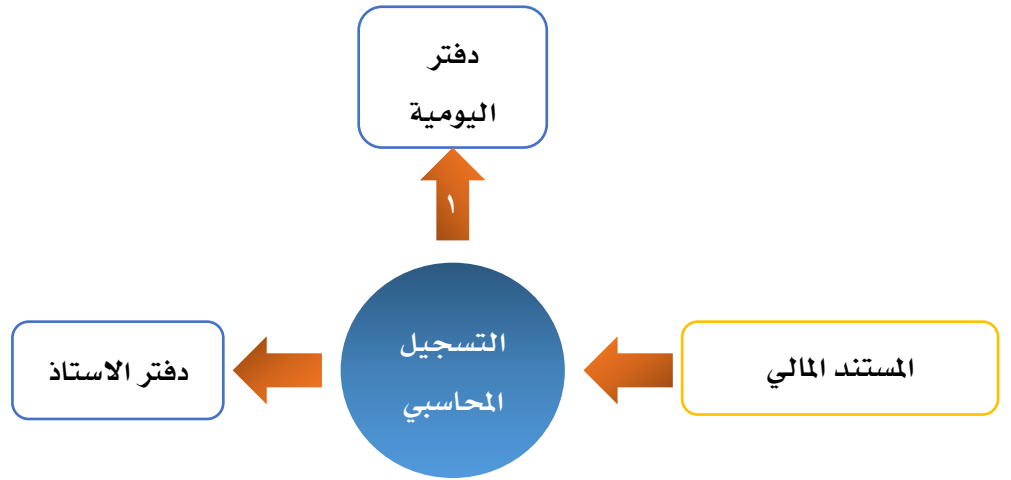 دفتر
اليومية
١
التسجيل
المحاسبي
المستند المالي
دفتر الاستاذ